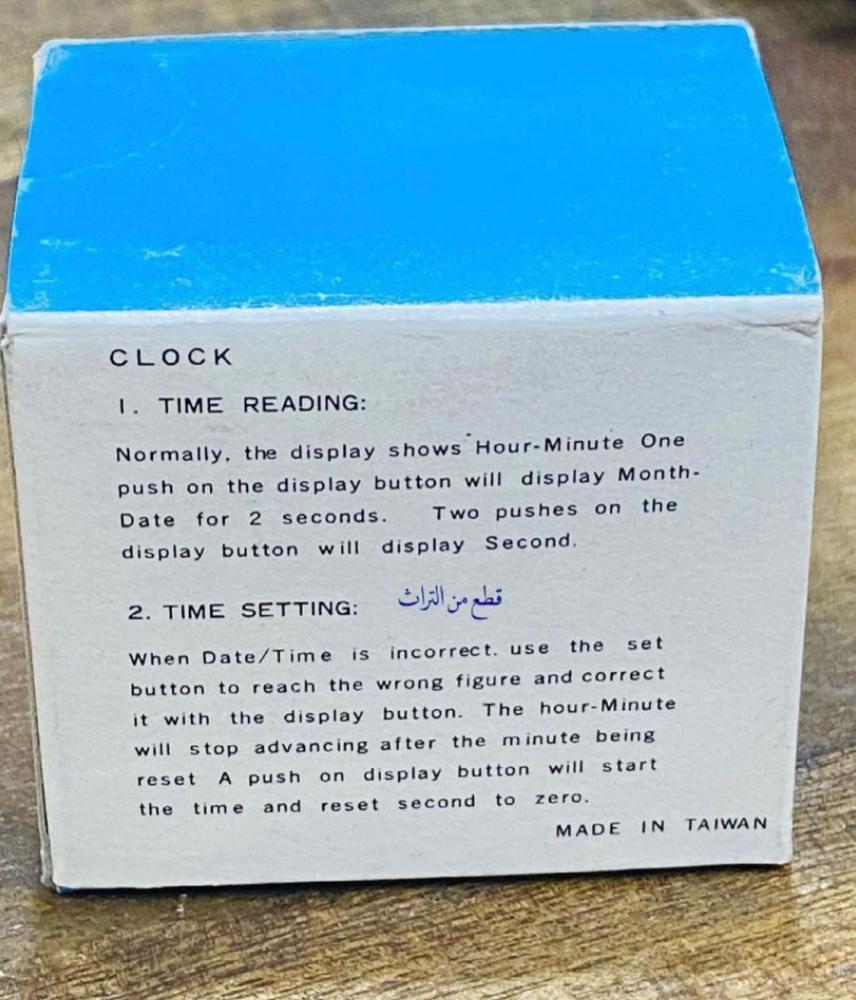 CLOCK
1. TIME READING:
Normally, the display shows Hour-Minute One
push on the display button will display Month-
Date for 2 seconds. Two pushes on the
display button will display Second.
2. TIME SETTING:
قطع من التراث
When Date/Time is incorrect. use the set
button to reach the wrong figure and correct
it with the display button. The hour-Minute
will stop advancing after the minute being
reset A push on display button will start
the time and reset second to zero.
MADE IN TAIWAN